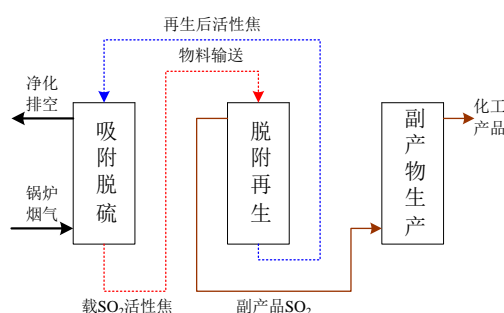 再生后活性焦
物料输送
净化
排空
吸附脱硫
脱附再生
副产物生产
化工
产品
锅炉
烟气
载SO₂活性焦
副产品SO₂